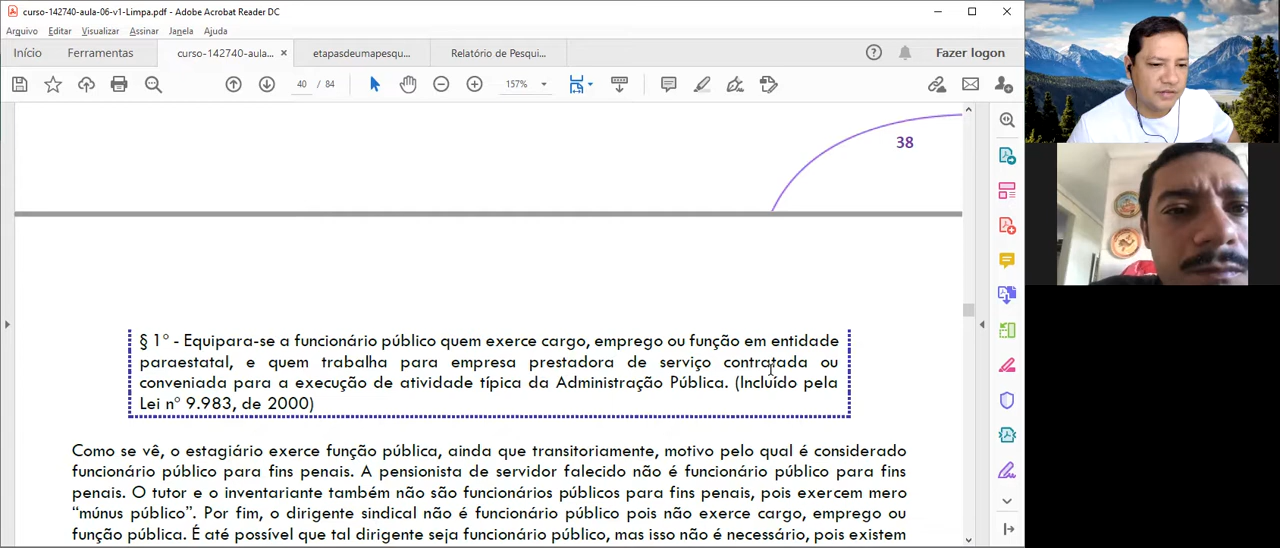 curso-142740-aula-06-v1-Limpa.pdf - Adobe Acrobat Reader DC
Arquivo Editar Visualizar Assinar Janela Ajuda
Início Ferramentas curso-142740-aula... × etapasdeumapesqu... Relatório de Pesqui... Fazer logon
40 / 84 157%
38
§ 1º - Equipara-se a funcionário público quem exerce cargo, emprego ou função em entidade
paraestatal, e quem trabalha para empresa prestadora de serviço contratada ou
conveniada para a execução de atividade típica da Administração Pública. (Incluído pela
Lei nº 9.983, de 2000)
Como se vê, o estagiário exerce função pública, ainda que transitoriamente, motivo pelo qual é considerado
funcionário público para fins penais. A pensionista de servidor falecido não é funcionário público para fins
penais. O tutor e o inventariante também não são funcionários públicos para fins penais, pois exercem mero
“múnus público”. Por fim, o dirigente sindical não é funcionário público pois não exerce cargo, emprego ou
função pública. É até possível que tal dirigente seja funcionário público, mas isso não é necessário, pois existem